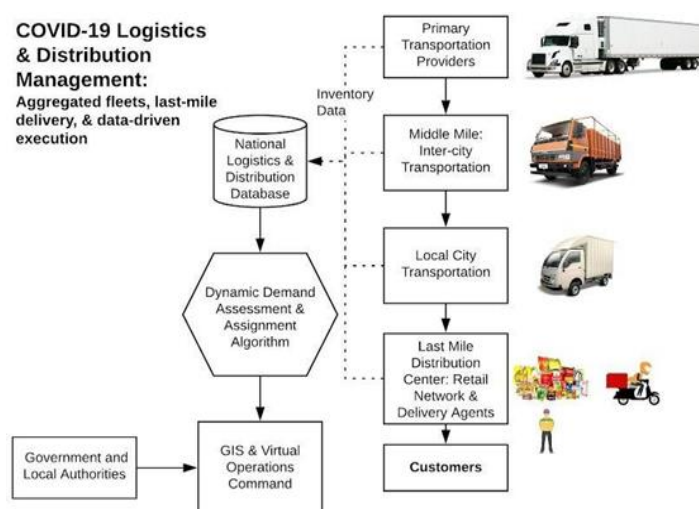 COVID-19 Logistics
& Distribution
Management:
Aggregated fleets, last-mile
delivery, & data-driven
execution
Primary
Transportation
Providers
Inventory
Data
Middle Mile:
Inter-city
Transportation
National
Logistics &
Distribution
Database
Local City
Transportation
Dynamic Demand
Assessment &
Assignment
Algorithm
Last Mile
Distribution
Center: Retail
Network &
Delivery Agents
Government and
Local Authorities
GIS & Virtual
Operations
Command
Customers